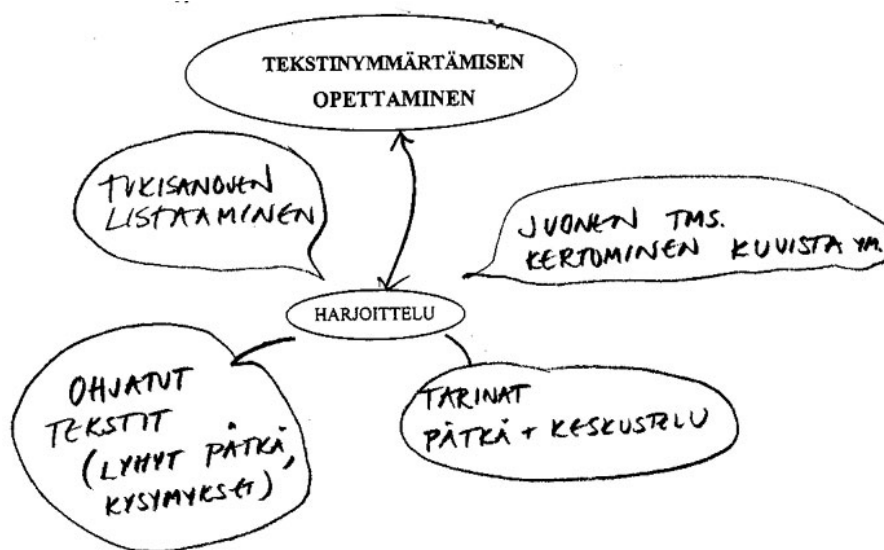 TEKSTINYMMÄRTÄMISEN
OPETTAMINEN
TUKISANOJEN
LISTAAMINEN
JUONEN TMS.
KERTOMINEN KUVISTA YM.
HARJOITTELU
OHJATUT
TEKSTIT
(LYHYT PÄTKÄ,
KYSYMYKSET)
TARINAT
PÄTKÄ + KESKUSTELU